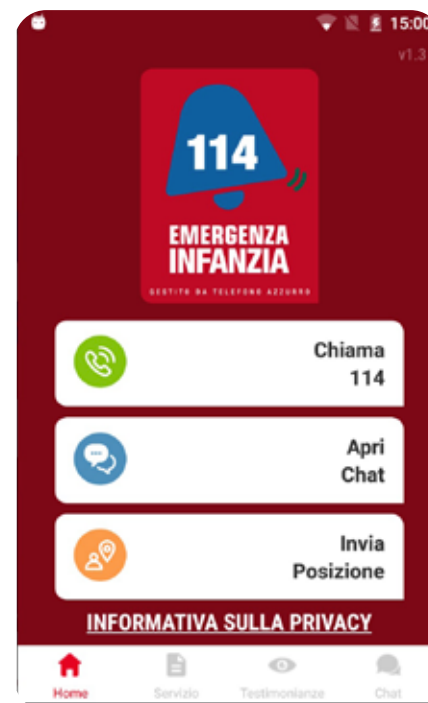 15:00
v1.3
114
EMERGENZA
INFANZIA
GESTITO DA TELEFONO AZZURRO
Chiama
114
Apri
Chat
Invia
Posizione
INFORMATIVA SULLA PRIVACY
Home Servizio Testimonianze Chat